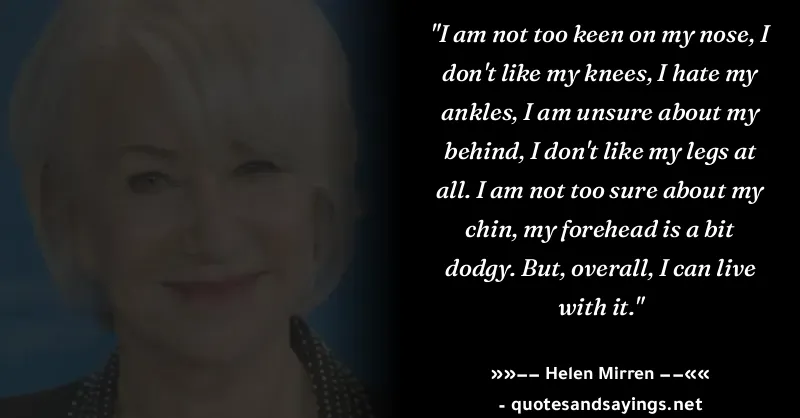 "I am not too keen on my nose, I
don't like my knees, I hate my
ankles, I am unsure about my
behind, I don't like my legs at
all. I am not too sure about my
chin, my forehead is a bit
dodgy. But, overall, I can live
with it."
»»−− Helen Mirren −−««
- quotesandsayings.net